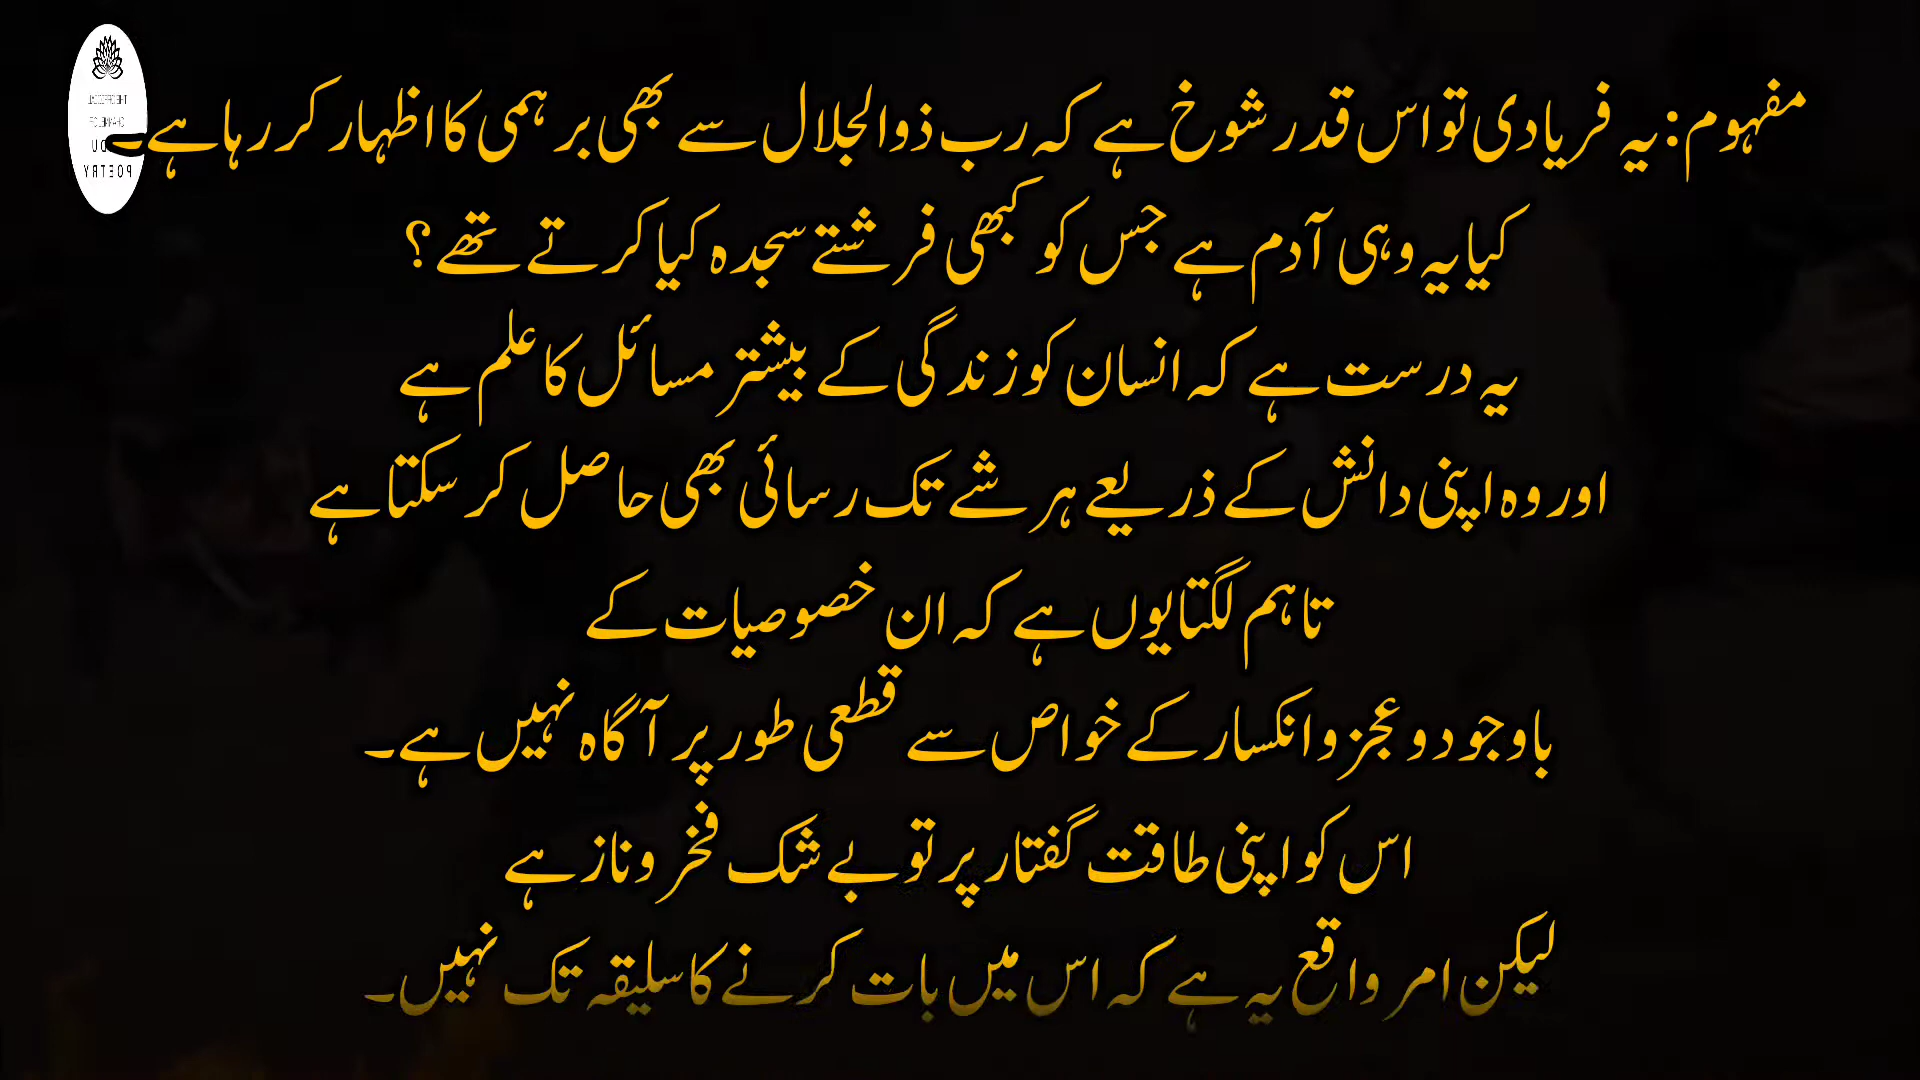 مفہوم: یہ فریادی تو اس قدر شوخ ہے کہ رب ذوالجلال سے بھی برہمی کا اظہار کر رہا ہے۔
کیا یہ وہی آدم ہے جس کو کبھی فرشتے سجدہ کیا کرتے تھے؟
یہ درست ہے کہ انسان کو زندگی کے بیشتر مسائل کا علم ہے
اور وہ اپنی دانش کے ذریعے ہر شے تک رسائی بھی حاصل کر سکتا ہے
تاہم لگتا یوں ہے کہ ان خصوصیات کے
باوجود و عجز و انکسار کے خواص سے قطعی طور پر آگاہ نہیں ہے۔
اس کو اپنی طاقت گفتار پر تو بے شک فخر و ناز ہے
لیکن امر واقع یہ ہے کہ اس میں بات کرنے کا سلیقہ تک نہیں۔
POETRY